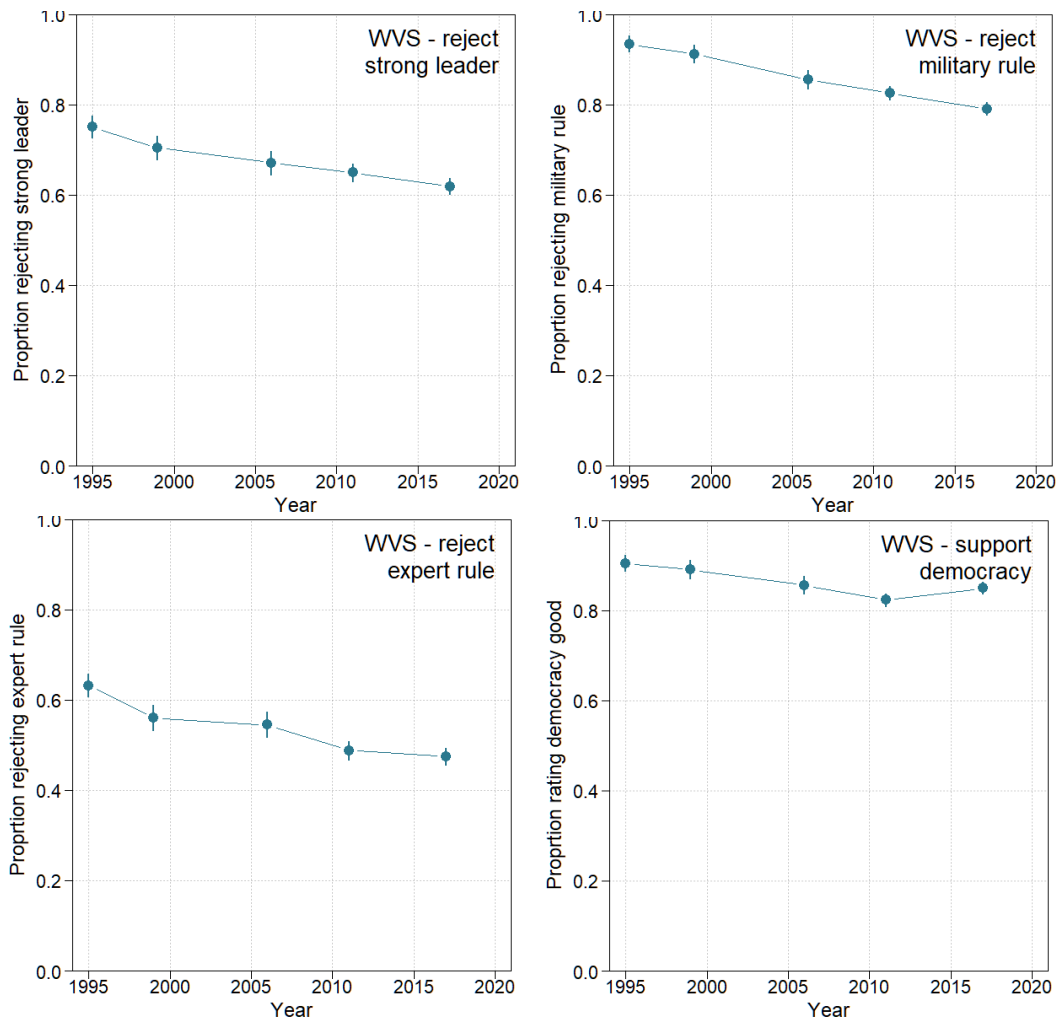 WVS - reject
strong leader
Proprtion rejecting strong leader
1.0
0.8
0.6
0.4
0.2
0.0
1995 2000 2005 2010 2015 2020
Year
WVS - reject
military rule
Proprtion rejecting military rule
1.0
0.8
0.6
0.4
0.2
0.0
1995 2000 2005 2010 2015 2020
Year
WVS - reject
expert rule
Proprtion rejecting expert rule
1.0
0.8
0.6
0.4
0.2
0.0
1995 2000 2005 2010 2015 2020
Year
WVS - support
democracy
Proprtion rating democracy good
1.0
0.8
0.6
0.4
0.2
0.0
1995 2000 2005 2010 2015 2020
Year